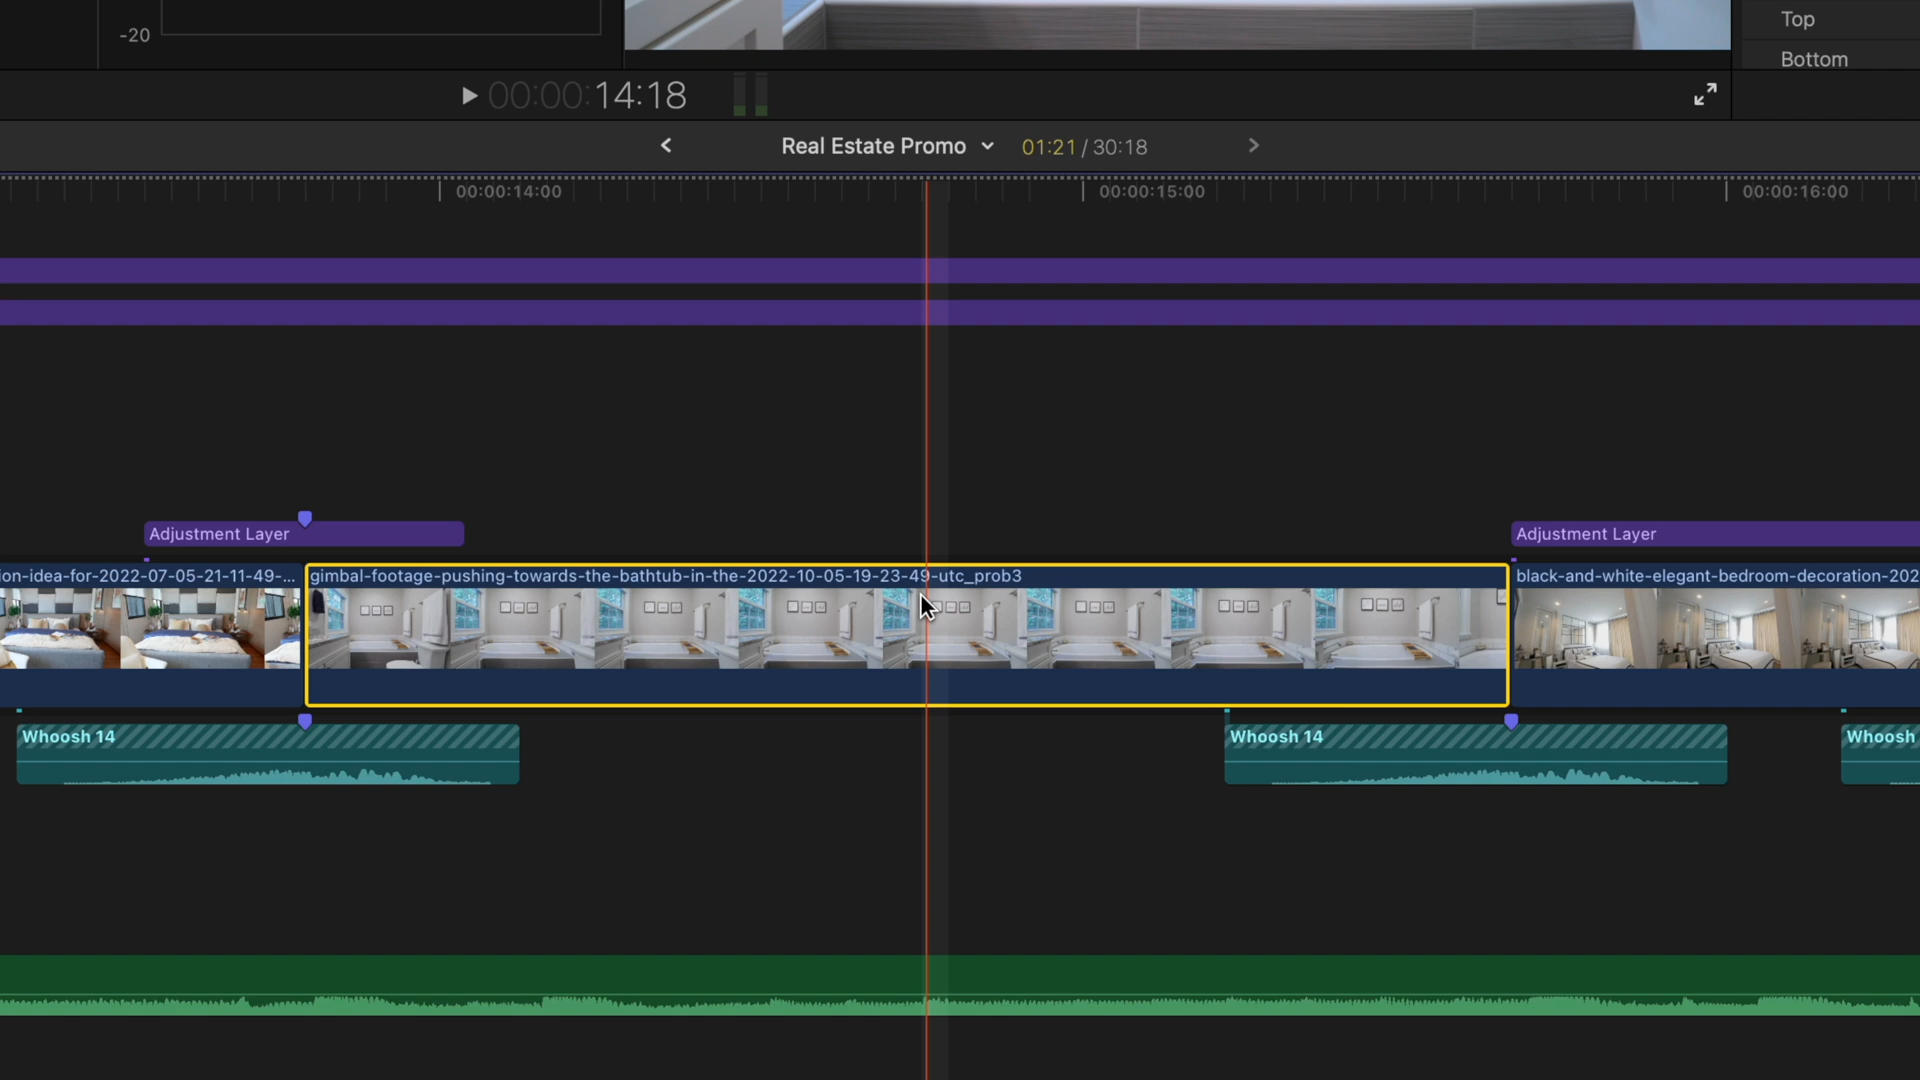 -20
Top
Bottom
00:00:14:18
Real Estate Promo
01:21 / 30:18
00:00:14:00
00:00:15:00
00:00:16:00
Adjustment Layer
Adjustment Layer
ion-idea-for-2022-07-05-21-11-49-...
gimbal-footage-pushing-towards-the-bathtub-in-the-2022-10-05-19-23-49-utc_prob3
black-and-white-elegant-bedroom-decoration-202
Whoosh 14
Whoosh 14
Whoosh